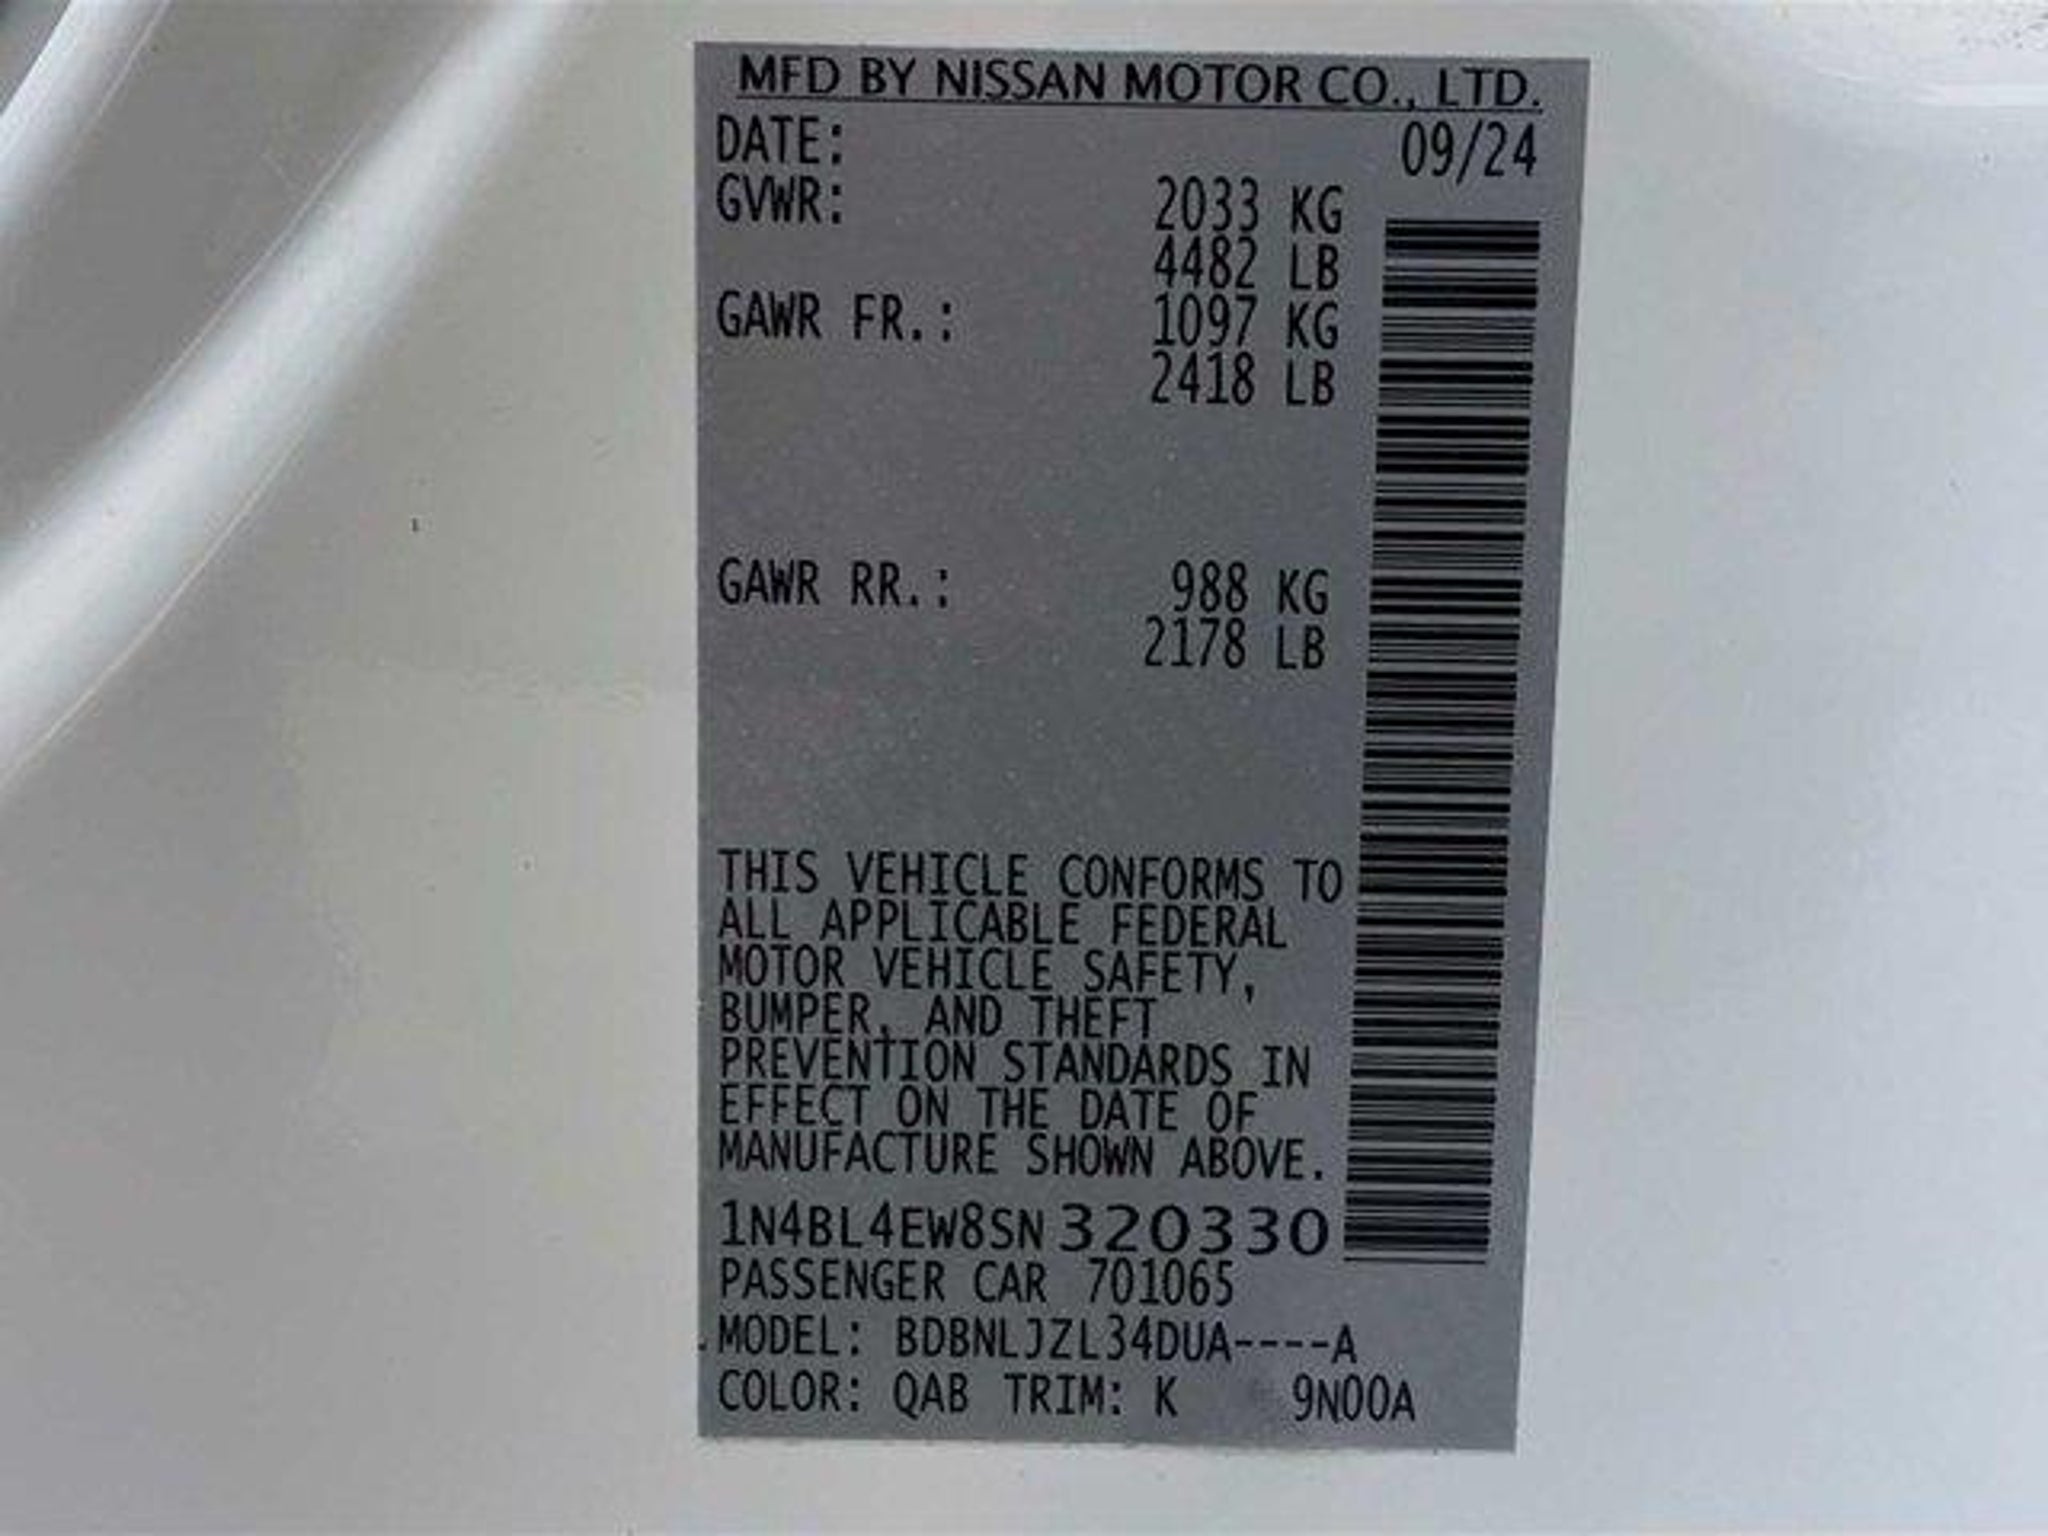 MFD BY NISSAN MOTOR CO., LTD.
DATE: 09/24
GVWR: 2033 KG
4482 LB
GAWR FR.: 1097 KG
2418 LB
GAWR RR.: 988 KG
2178 LB
THIS VEHICLE CONFORMS TO
ALL APPLICABLE FEDERAL
MOTOR VEHICLE SAFETY,
BUMPER, AND THEFT
PREVENTION STANDARDS IN
EFFECT ON THE DATE OF
MANUFACTURE SHOWN ABOVE.
1N4BL4EW8SN320330
PASSENGER CAR 701065
MODEL: BDBNLJZL34DUA----A
COLOR: QAB TRIM: K 9N00A